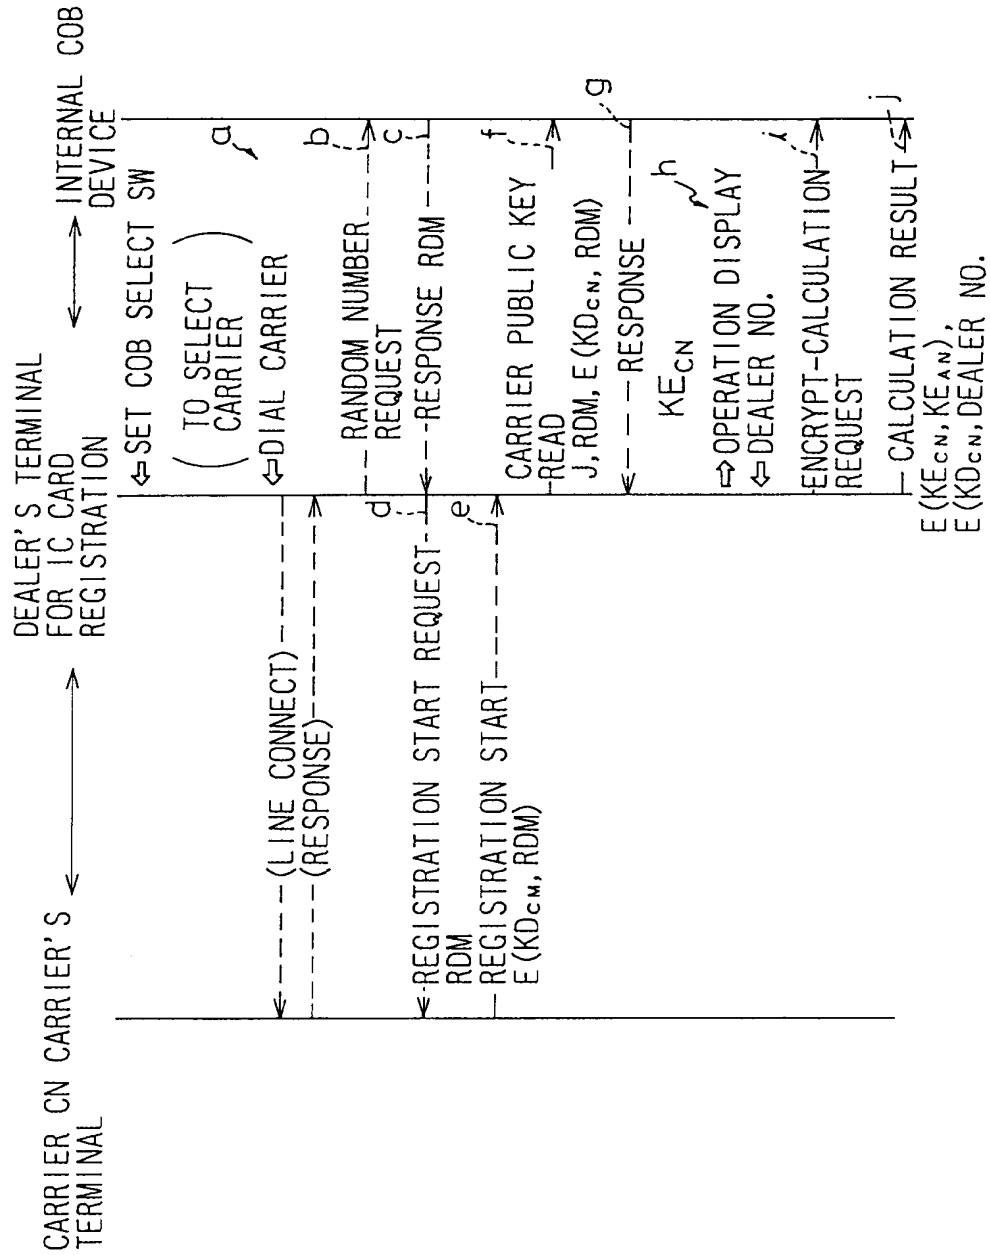 CARRIER CN CARRIER'S
TERMINAL
DEALER'S TERMINAL
FOR IC CARD
REGISTRATION
INTERNAL COB
DEVICE
SET COB SELECT SW
a
(TO SELECT
CARRIER)
DIAL CARRIER
(LINE CONNECT)
(RESPONSE)
RANDOM NUMBER
REQUEST
b
RESPONSE RDM
c
d
REGISTRATION START REQUEST
RDM
e
REGISTRATION START
E(KDCM, RDM)
CARRIER PUBLIC KEY
READ
f
J, RDM, E(KDCN, RDM)
RESPONSE
g
KECN
h
OPERATION DISPLAY
DEALER NO.
ENCRYPT-CALCULATION
REQUEST
i
CALCULATION RESULT
j
E(KECN, KEAN),
E(KDCN, DEALER NO.